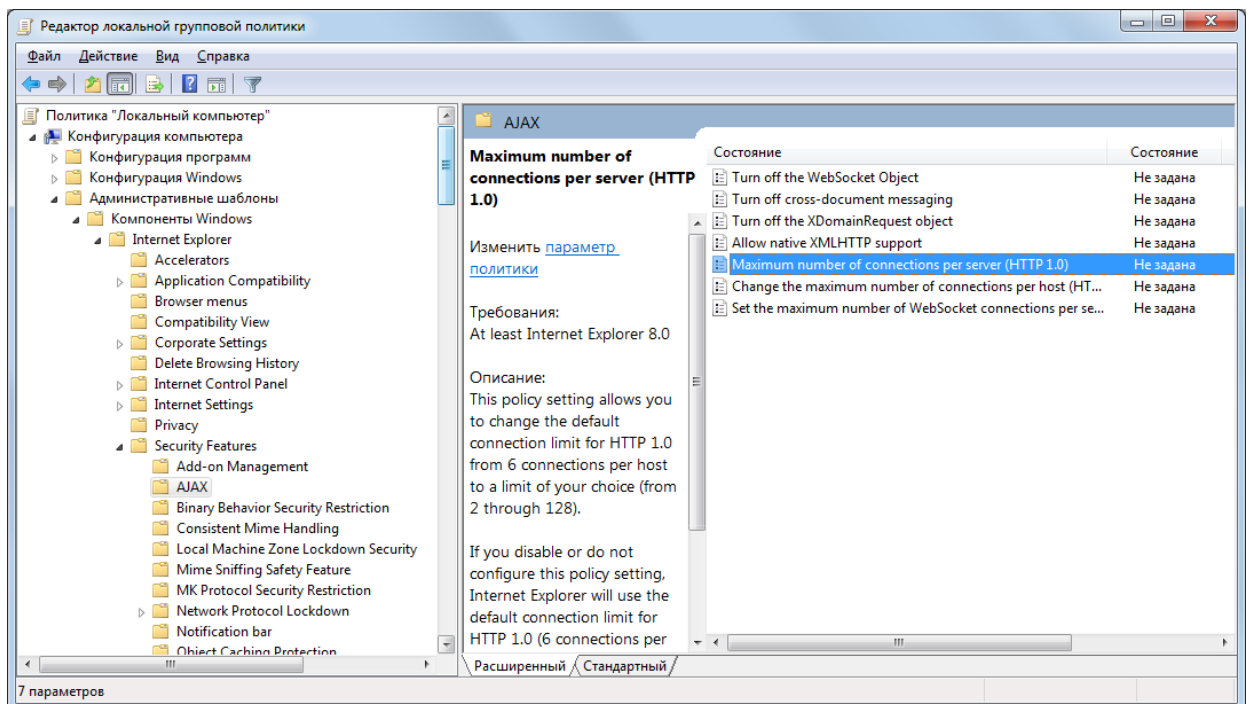 Редактор локальной групповой политики
Файл Действие Вид Справка
Политика "Локальный компьютер"
Конфигурация компьютера
Конфигурация программ
Конфигурация Windows
Административные шаблоны
Компоненты Windows
Internet Explorer
Accelerators
Application Compatibility
Browser menus
Compatibility View
Corporate Settings
Delete Browsing History
Internet Control Panel
Internet Settings
Privacy
Security Features
Add-on Management
AJAX
Binary Behavior Security Restriction
Consistent Mime Handling
Local Machine Zone Lockdown Security
Mime Sniffing Safety Feature
MK Protocol Security Restriction
Network Protocol Lockdown
Notification bar
Object Caching Protection
AJAX
Maximum number of
connections per server (HTTP
1.0)
Изменить параметр
политики
Требования:
At least Internet Explorer 8.0
Описание:
This policy setting allows you
to change the default
connection limit for HTTP 1.0
from 6 connections per host
to a limit of your choice (from
2 through 128).
If you disable or do not
configure this policy setting,
Internet Explorer will use the
default connection limit for
HTTP 1.0 (6 connections per
Состояние Состояние
Turn off the WebSocket Object Не задана
Turn off cross-document messaging Не задана
Turn off the XDomainRequest object Не задана
Allow native XMLHTTP support Не задана
Maximum number of connections per server (HTTP 1.0) Не задана
Change the maximum number of connections per host (HT... Не задана
Set the maximum number of WebSocket connections per se... Не задана
Расширенный Стандартный
7 параметров